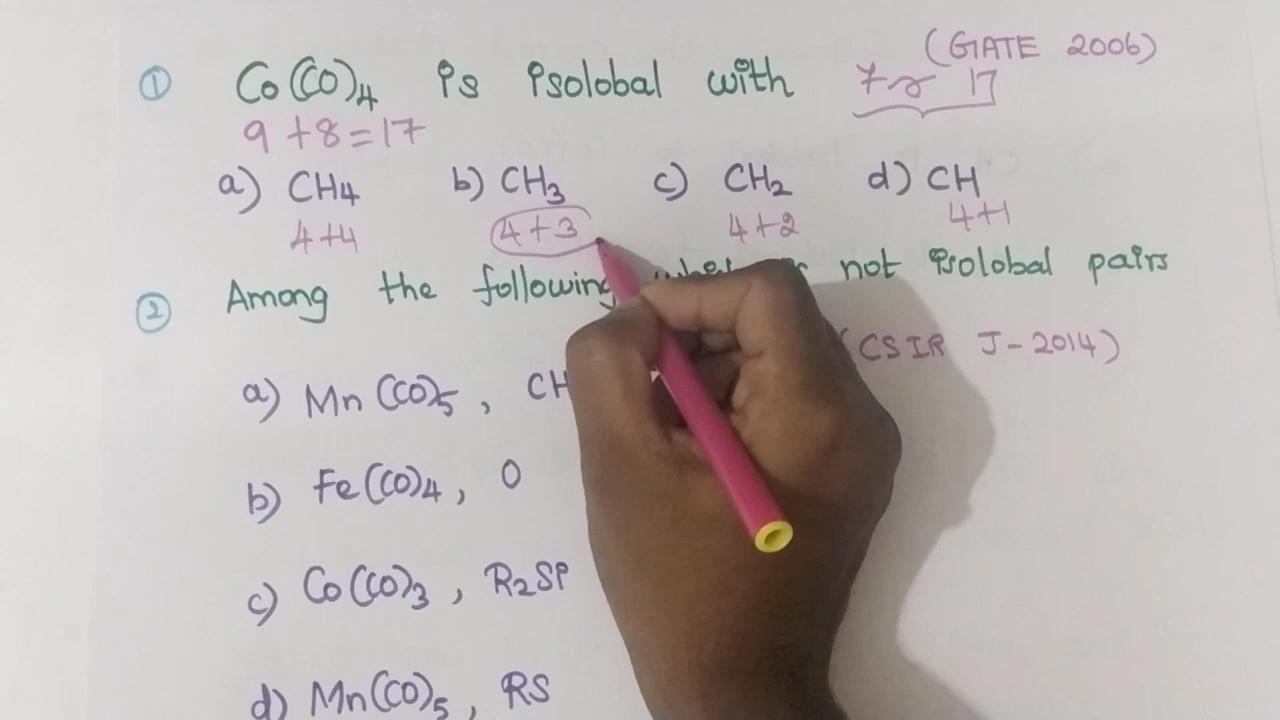 (GATE 2006)
① Co(CO)4 is isolobal with 7 ~ 17
9 + 8 = 17
a) CH4 b) CH3 c) CH2 d) CH
4+4 4+3 4+2 4+1
② Among the following not isolobal pairs
(CSIR J-2014)
a) Mn(CO)5, CH
b) Fe(CO)4, O
c) Co(CO)3, R2Si
d) Mn(CO)5, RS